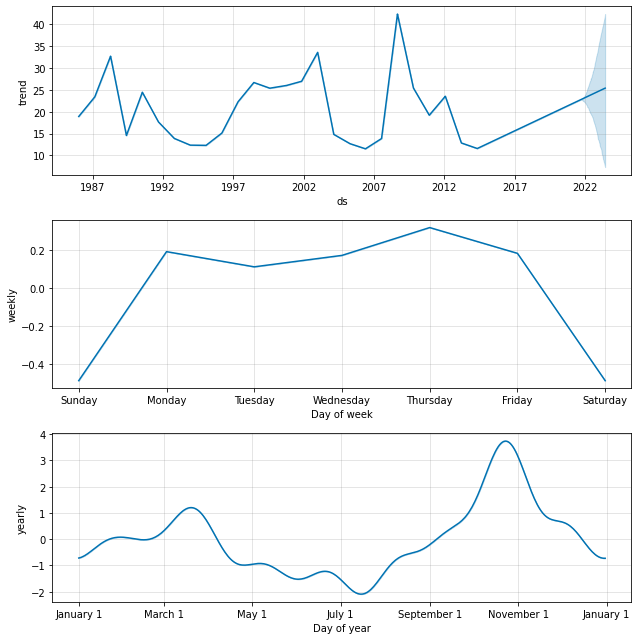 40
35
30
25
20
15
10
trend
1987 1992 1997 2002 2007 2012 2017 2022
ds
0.2
0.0
−0.2
−0.4
weekly
Sunday Monday Tuesday Wednesday Thursday Friday Saturday
Day of week
4
3
2
1
0
−1
−2
yearly
January 1 March 1 May 1 July 1 September 1 November 1 January 1
Day of year